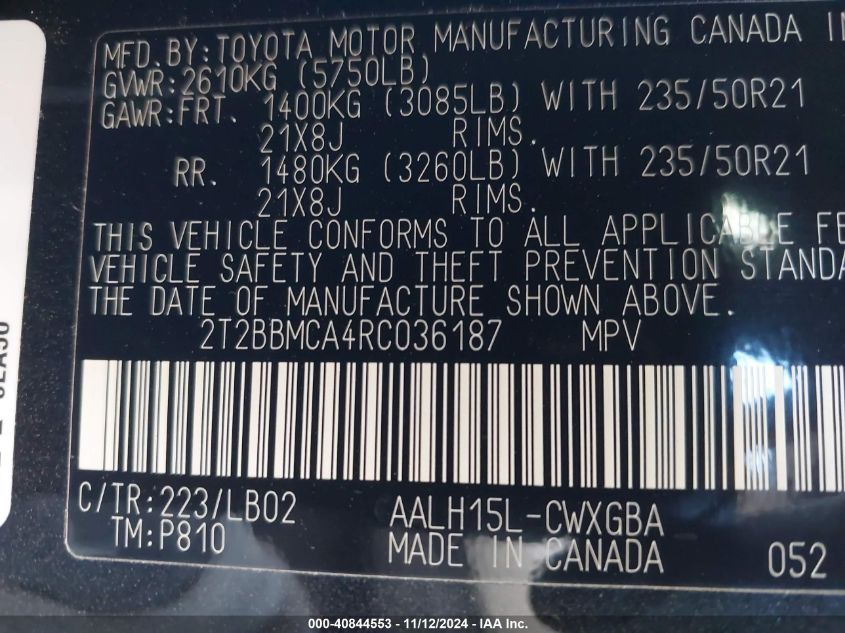 MFD.BY:TOYOTA MOTOR MANUFACTURING CANADA
GVWR:2610KG (5750LB)
GAWR:FRT. 1400KG (3085LB) WITH 235/50R21
21X8J RIMS.
RR. 1480KG (3260LB) WITH 235/50R21
21X8J RIMS.
THIS VEHICLE CONFORMS TO ALL APPLICABLE FE
VEHICLE SAFETY AND THEFT PREVENTION STANDA
THE DATE OF MANUFACTURE SHOWN ABOVE.
2T2BBMCA4RC036187 MPV
C/TR:223/LB02 AALH15L-CWXGBA
TM:P810 MADE IN CANADA 052
000-40844553 - 11/12/2024 - IAA Inc.